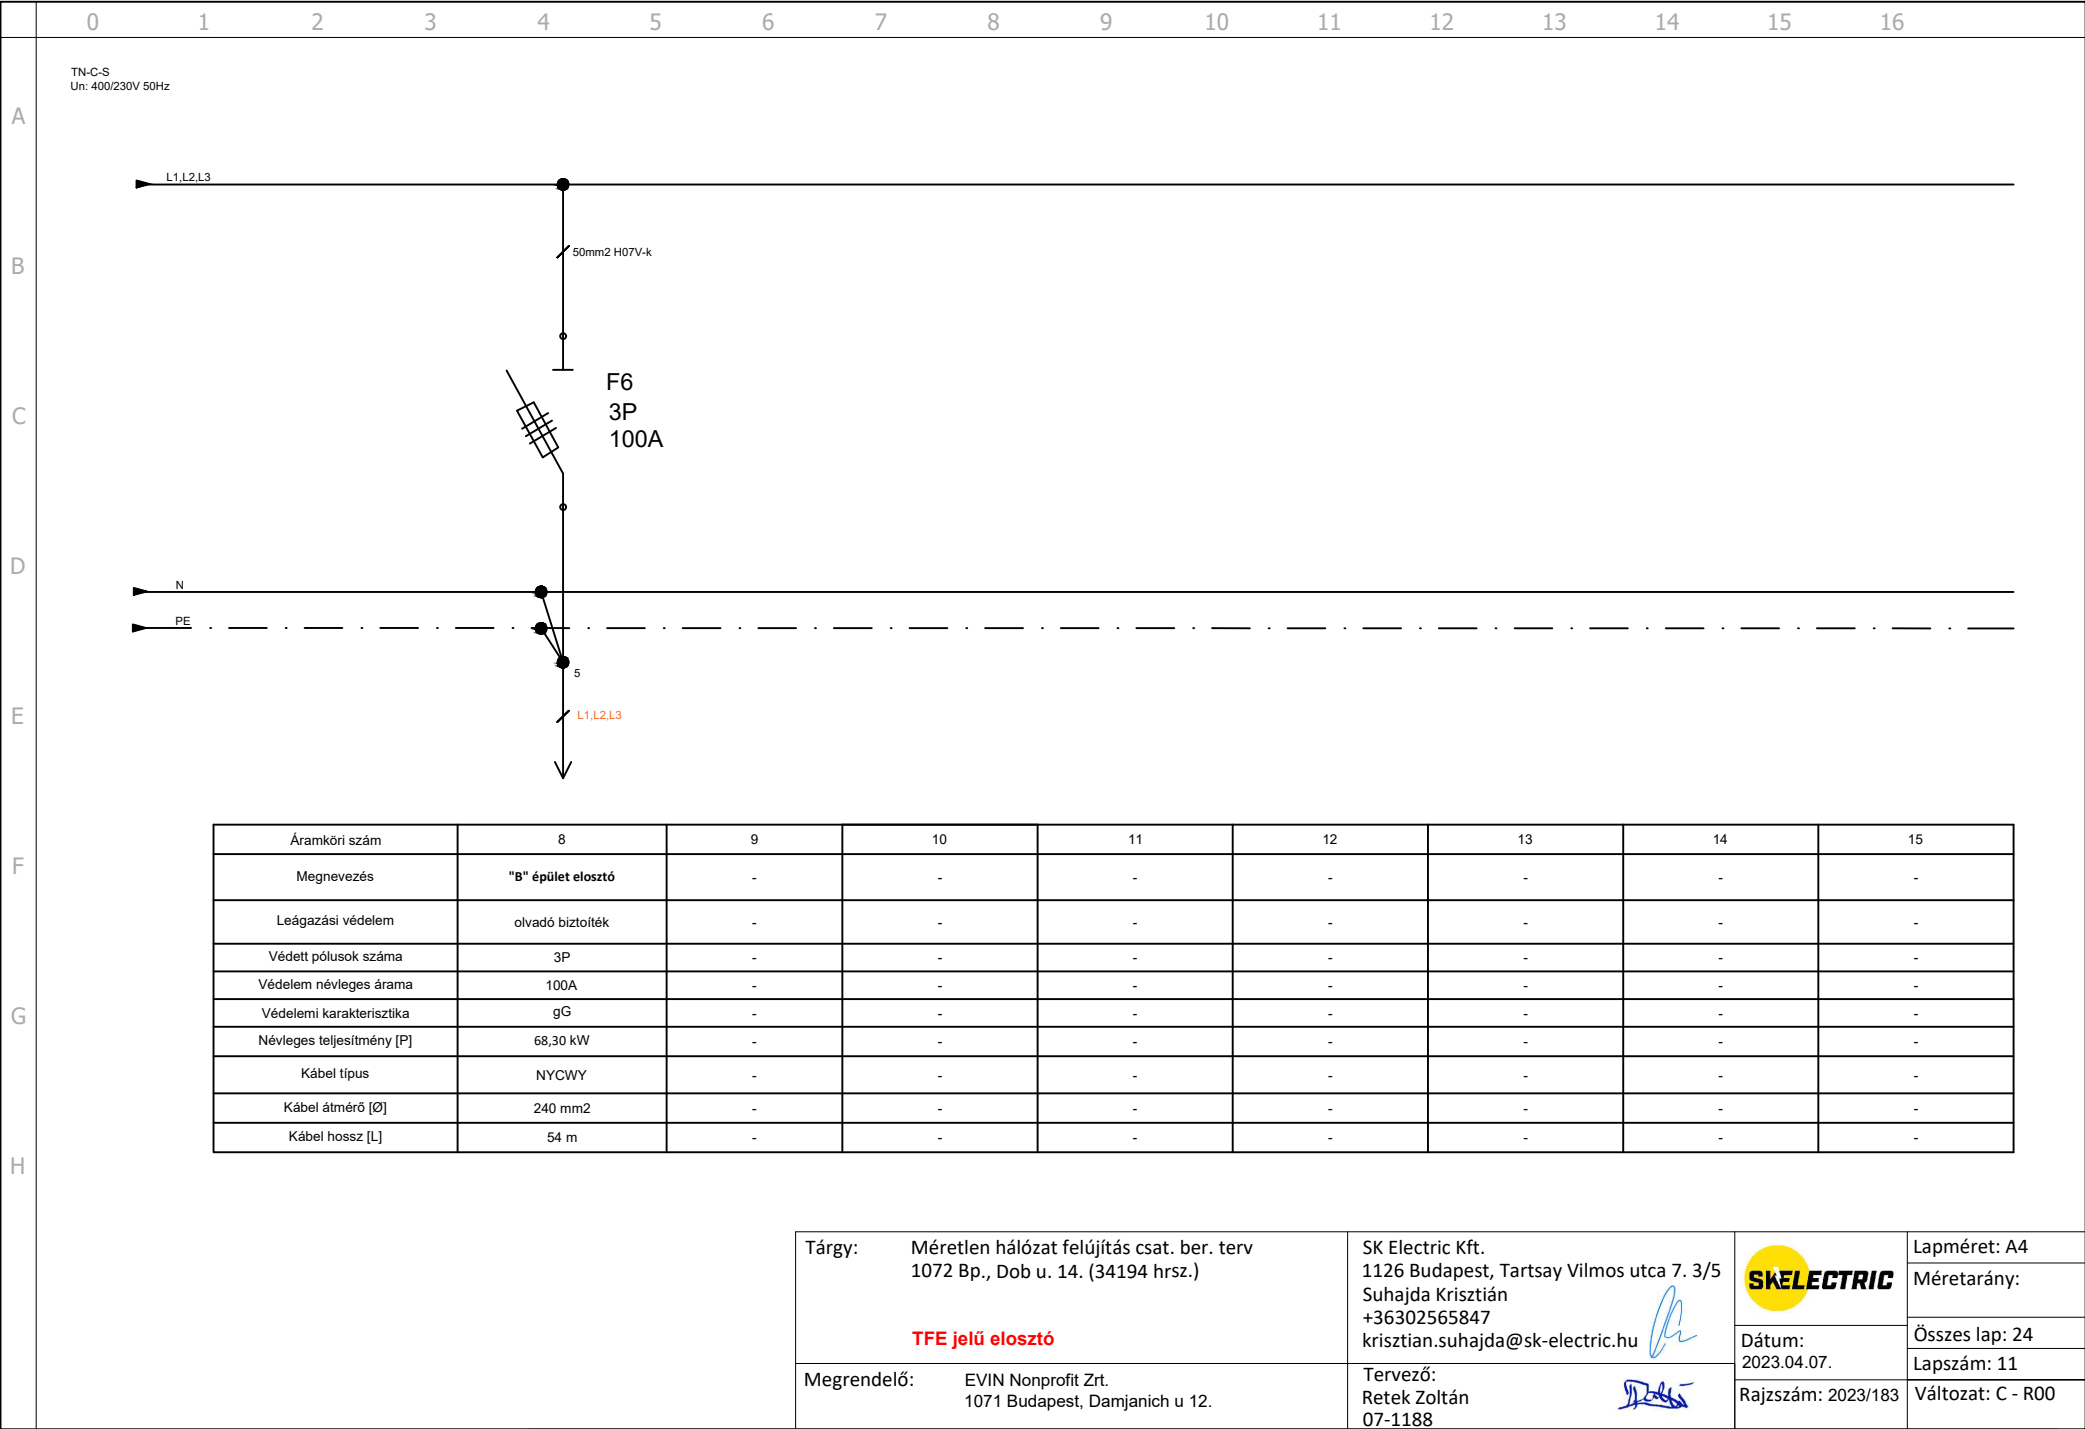 0 1 2 3 4 5 6 7 8 9 10 11 12 13 14 15 16
TN-C-S
Un: 400/230V 50Hz
A
L1,L2,L3
B
50mm2 H07V-k
C
F6
3P
100A
D
N
PE
5
E
L1,L2,L3
F
G
H
Áramköri szám 8 9 10 11 12 13 14 15
Megnevezés "B" épület elosztó - - - - - - -
Leágazási védelem olvadó biztoíték - - - - - - -
Védett pólusok száma 3P - - - - - - -
Védelem névleges árama 100A - - - - - - -
Védelemi karakterisztika gG - - - - - - -
Névleges teljesítmény [P] 68,30 kW - - - - - - -
Kábel típus NYCWY - - - - - - -
Kábel átmérő [Ø] 240 mm2 - - - - - - -
Kábel hossz [L] 54 m - - - - - - -
Tárgy: Méretlen hálózat felújítás csat. ber. terv
1072 Bp., Dob u. 14. (34194 hrsz.)
TFE jelű elosztó
Megrendelő: EVIN Nonprofit Zrt.
1071 Budapest, Damjanich u 12.
SK Electric Kft.
1126 Budapest, Tartsay Vilmos utca 7. 3/5
Suhajda Krisztián
+36302565847
krisztian.suhajda@sk-electric.hu
Tervező:
Retek Zoltán
07-1188
SKELECTRIC
Dátum:
2023.04.07.
Rajzszám: 2023/183
Lapméret: A4
Méretarány:
Összes lap: 24
Lapszám: 11
Változat: C - R00